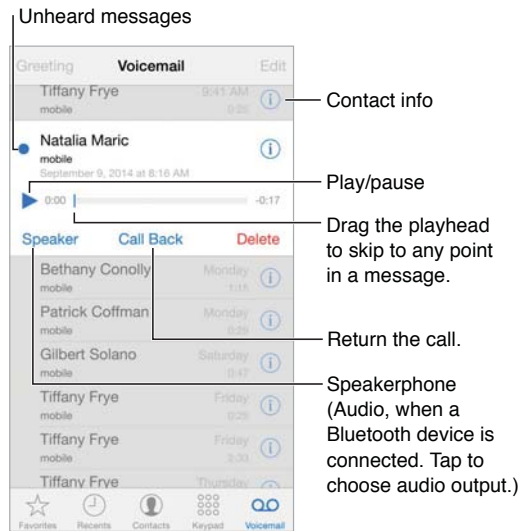 Unheard messages
Greeting Voicemail Edit
Tiffany Frye 9:41 AM
mobile 0:28
Contact info
Natalia Maric
mobile
September 9, 2014 at 8:16 AM
Play/pause
0:00 -0:17
Drag the playhead
to skip to any point
in a message.
Speaker Call Back Delete
Bethany Conolly Monday
mobile 1:15
Patrick Coffman Monday
mobile 0:28
Return the call.
Gilbert Solano Saturday
mobile 0:47
Speakerphone
(Audio, when a
Bluetooth device is
connected. Tap to
choose audio output.)
Tiffany Frye Friday
mobile 0:28
Tiffany Frye Friday
mobile
Tiffany Frye Thursday
Favorites Recents Contacts Keypad Voicemail